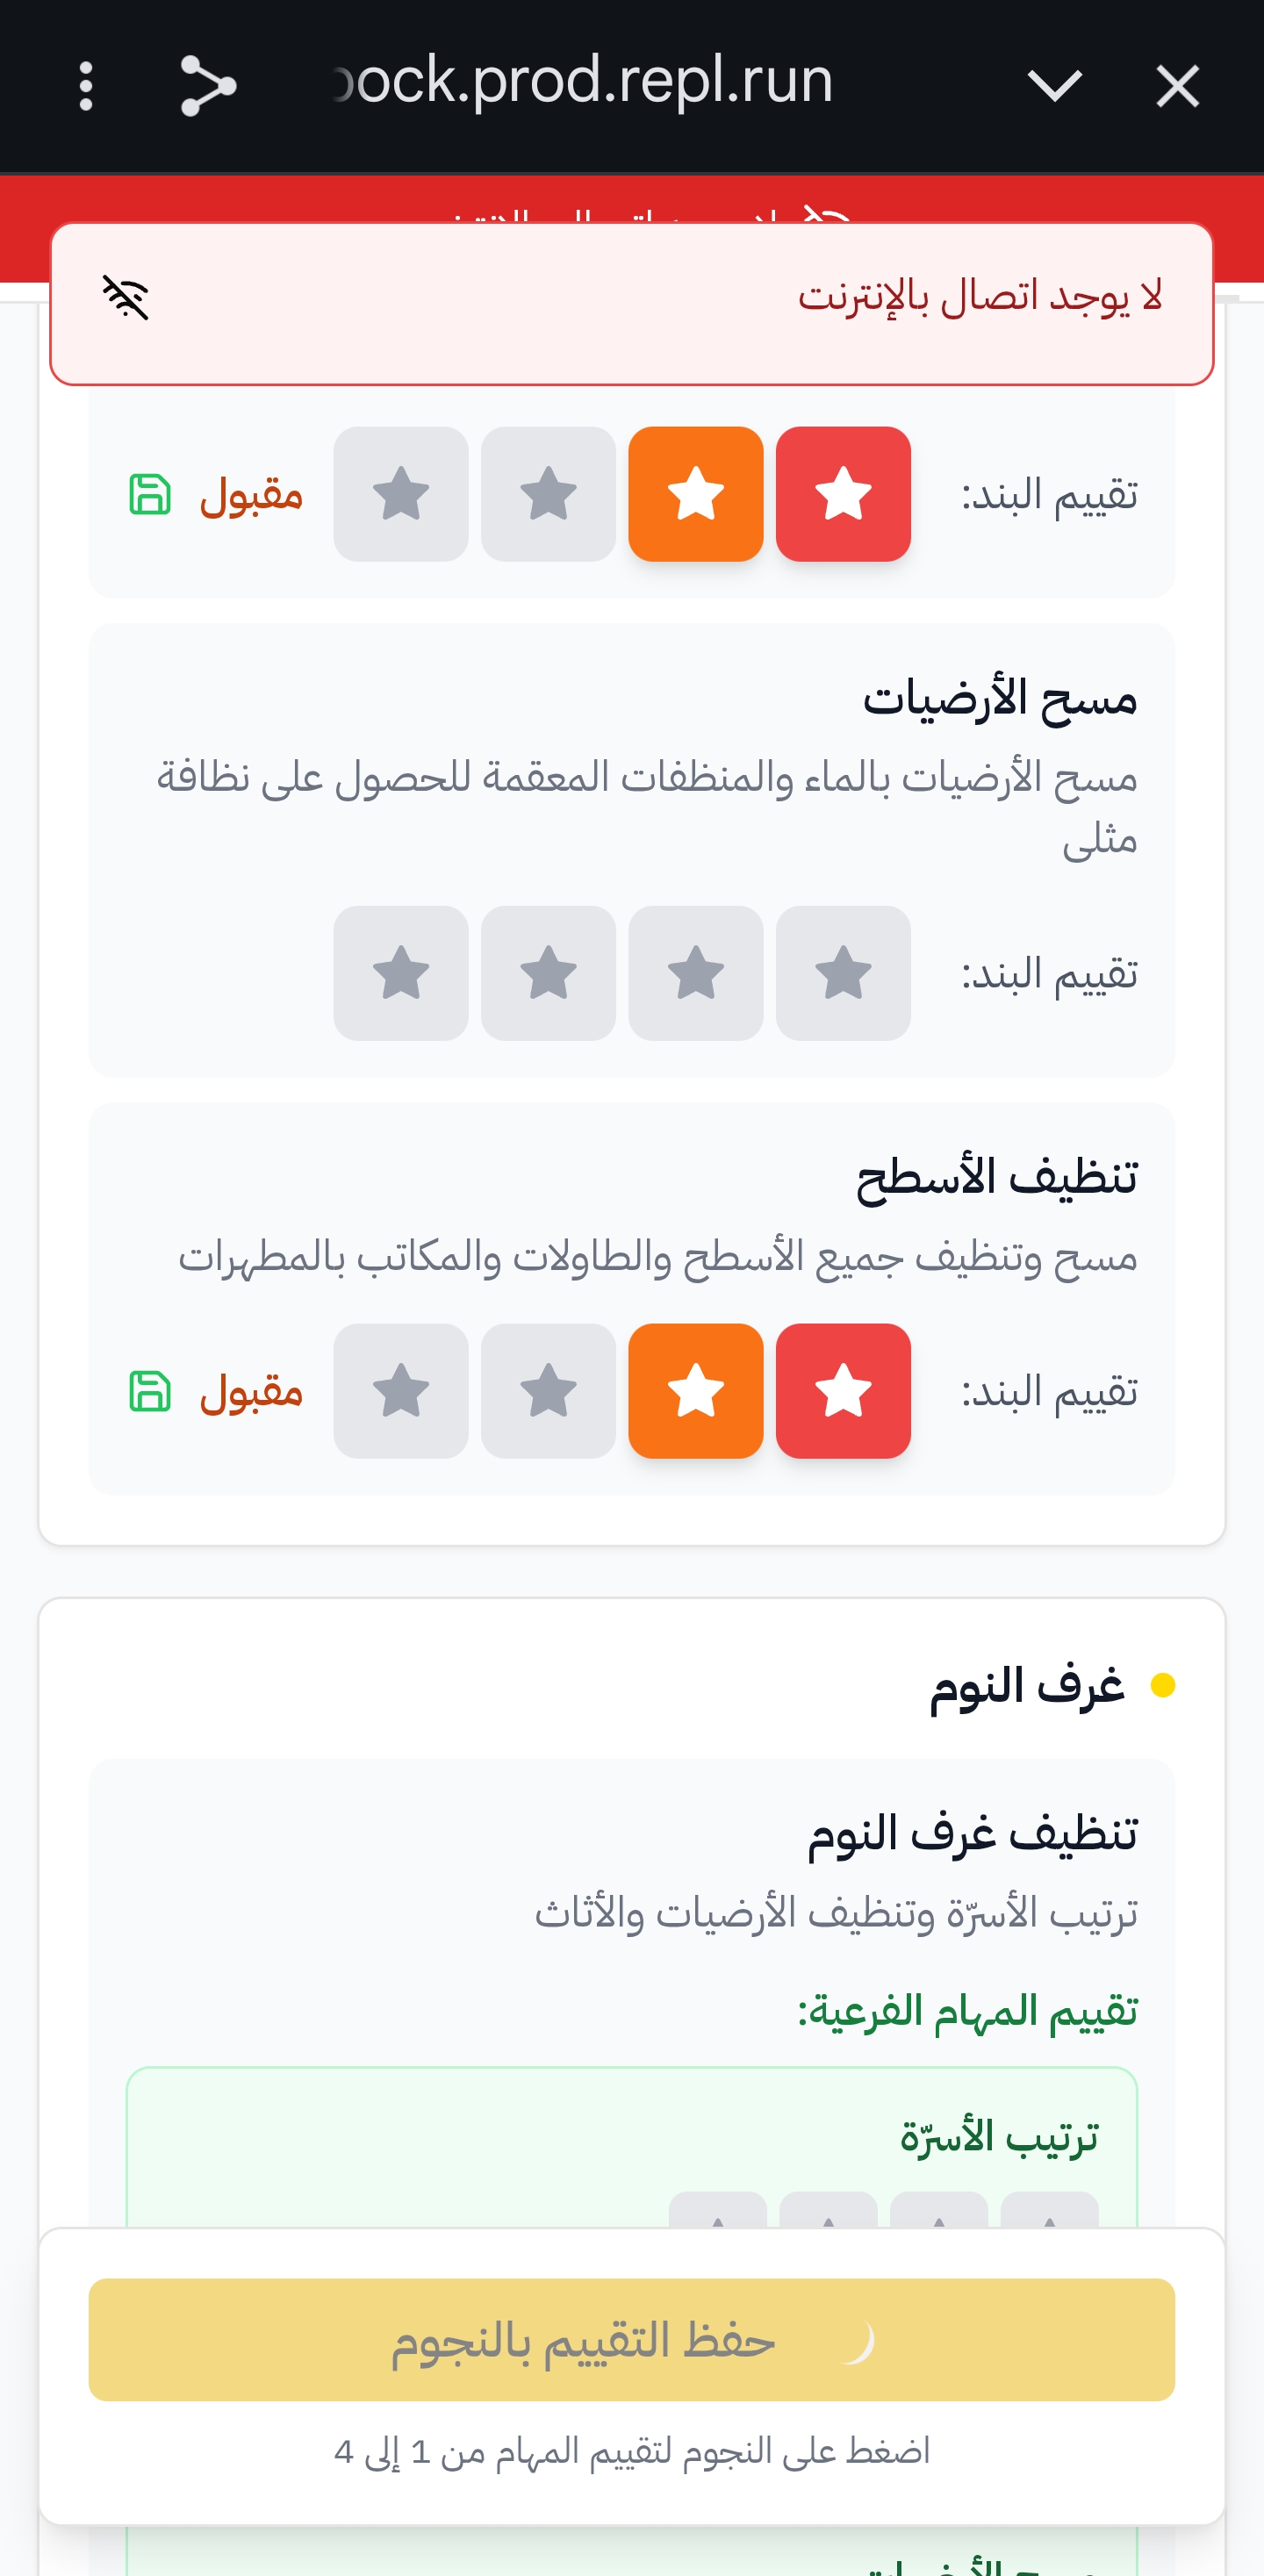 ock.prod.repl.run
لا يوجد اتصال بالإنترنت
تقييم البند:
مقبول
مسح الأرضيات
مسح الأرضيات بالماء والمنظفات المعقمة للحصول على نظافة
مثلى
تقييم البند:
تنظيف الأسطح
مسح وتنظيف جميع الأسطح والطاولات والمكاتب بالمطهرات
تقييم البند:
مقبول
غرف النوم
تنظيف غرف النوم
ترتيب الأسرّة وتنظيف الأرضيات والأثاث
تقييم المهام الفرعية:
ترتيب الأسرّة
حفظ التقييم بالنجوم
اضغط على النجوم لتقييم المهام من 1 إلى 4